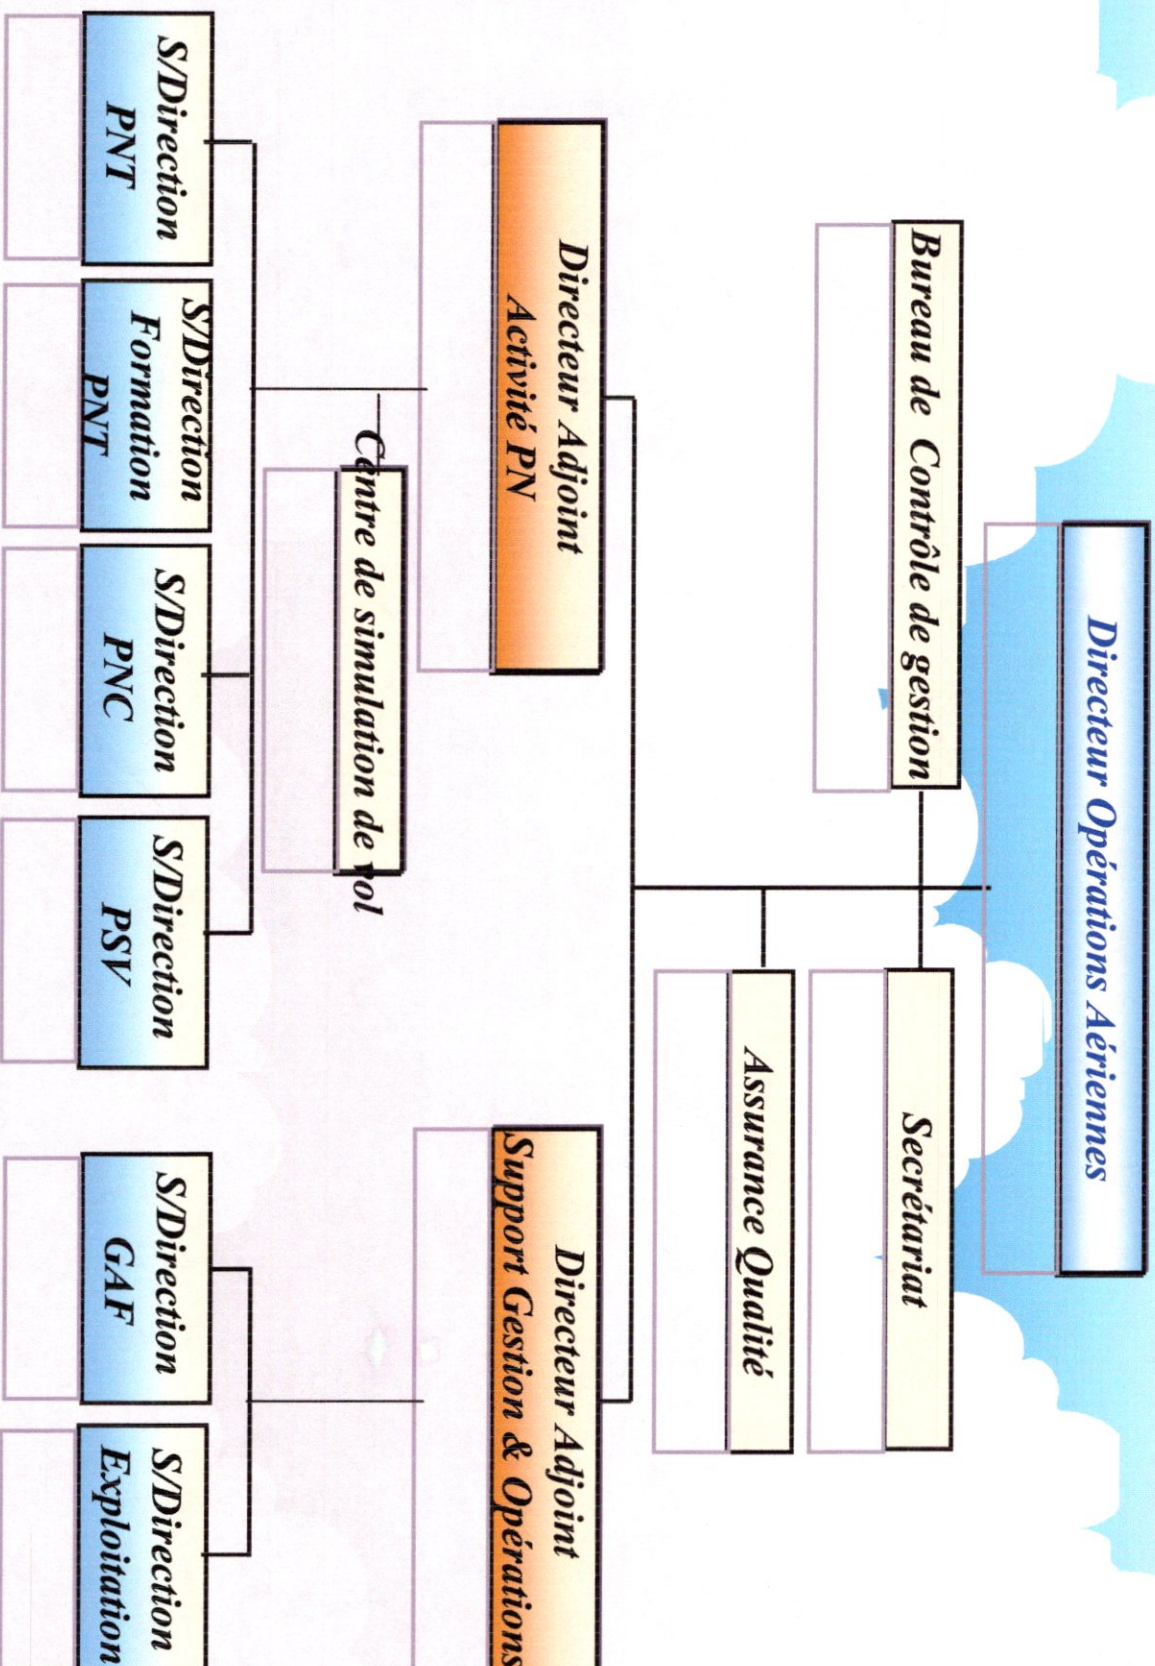 Directeur Opérations Aériennes
Bureau de Contrôle de gestion
Secrétariat
Assurance Qualité
Directeur Adjoint
Activité PN
Directeur Adjoint
Support Gestion & Opérations
Centre de simulation de vol
S/Direction
PNT
S/Direction
Formation
PNT
S/Direction
PNC
S/Direction
PSV
S/Direction
GAF
S/Direction
Exploitation